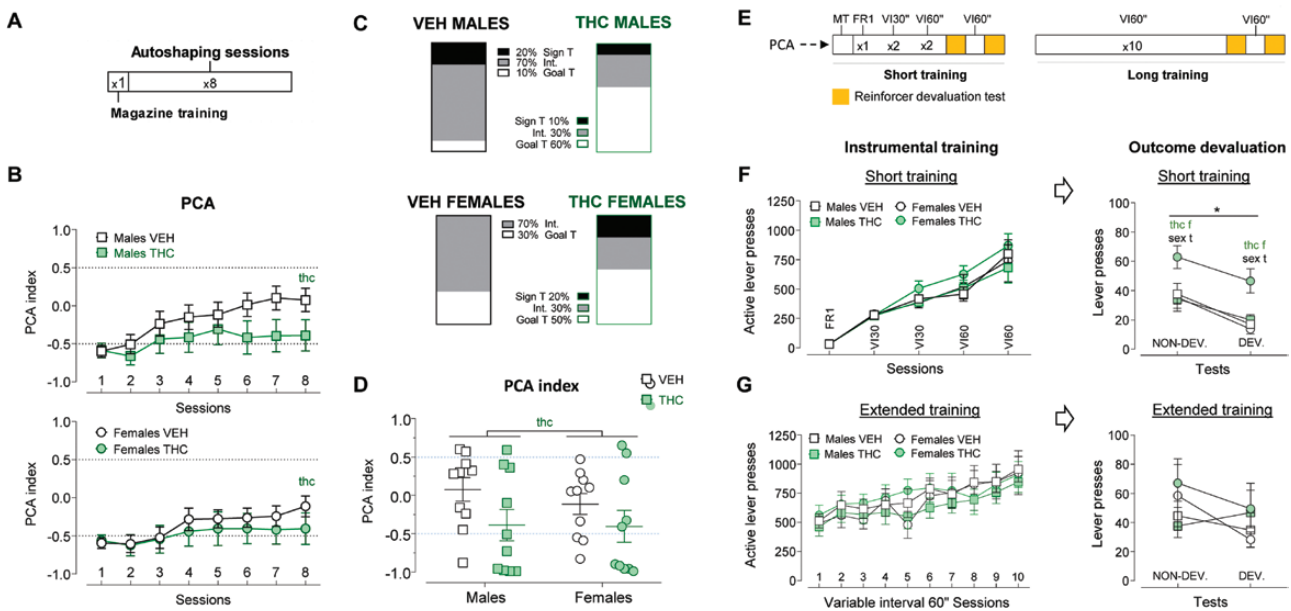 A
Autoshaping sessions
x1
x8
Magazine training
B
PCA
Males VEH
Males THC
PCA index
1.0
0.5
0.0
-0.5
-1.0
thc
1 2 3 4 5 6 7 8
Sessions
Females VEH
Females THC
PCA index
1.0
0.5
0.0
-0.5
-1.0
thc
1 2 3 4 5 6 7 8
Sessions
C
VEH MALES
THC MALES
20% Sign T
70% Int.
10% Goal T
Sign T 10%
Int. 30%
Goal T 60%
VEH FEMALES
THC FEMALES
70% Int.
30% Goal T
Sign T 20%
Int. 30%
Goal T 50%
D
PCA index
VEH
THC
thc
PCA index
1.0
0.5
0.0
-0.5
-1.0
Males
Females
E
MT FR1 VI30" VI60" VI60"
PCA
x1 x2 x2
Short training
VI60" VI60"
x10
Long training
Reinforcer devaluation test
Instrumental training
Outcome devaluation
F
Short training
Males VEH
Females VEH
Males THC
Females THC
Active lever presses
1250
1000
750
500
250
0
FR1 VI30 VI30 VI60 VI60
Sessions
Short training
Lever presses
100
80
60
40
20
0
*
thc f
sex t
thc f
sex t
NON-DEV. DEV.
Tests
G
Extended training
Males VEH
Females VEH
Males THC
Females THC
Active lever presses
1250
1000
750
500
250
0
1 2 3 4 5 6 7 8 9 10
Variable interval 60" Sessions
Extended training
Lever presses
100
80
60
40
20
0
NON-DEV. DEV.
Tests